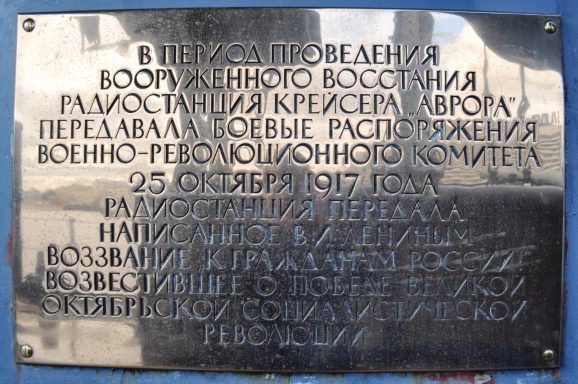 В ПЕРИОД ПРОВЕДЕНИЯ
ВООРУЖЕННОГО ВОССТАНИЯ
РАДИОСТАНЦИЯ КРЕЙСЕРА „АВРОРА"
ПЕРЕДАВАЛА БОЕВЫЕ РАСПОРЯЖЕНИЯ
ВОЕННО-РЕВОЛЮЦИОННОГО КОМИТЕТА
25 ОКТЯБРЯ 1917 ГОДА
РАДИОСТАНЦИЯ ПЕРЕДАЛА
НАПИСАННОЕ В.И.ЛЕНИНЫМ
ВОЗЗВАНИЕ „К ГРАЖДАНАМ РОССИИ"
ВОЗВЕСТИВШЕЕ О ПОБЕДЕ ВЕЛИКОЙ
ОКТЯБРЬСКОЙ СОЦИАЛИСТИЧЕСКОЙ
РЕВОЛЮЦИИ